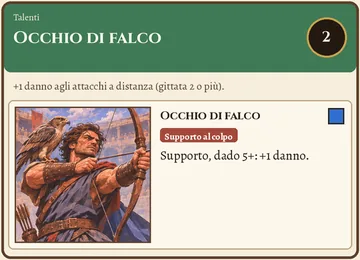 Talenti
Occhio di falco
2
+1 danno agli attacchi a distanza (gittata 2 o più).
Occhio di falco
Supporto al colpo
Supporto, dado 5+: +1 danno.